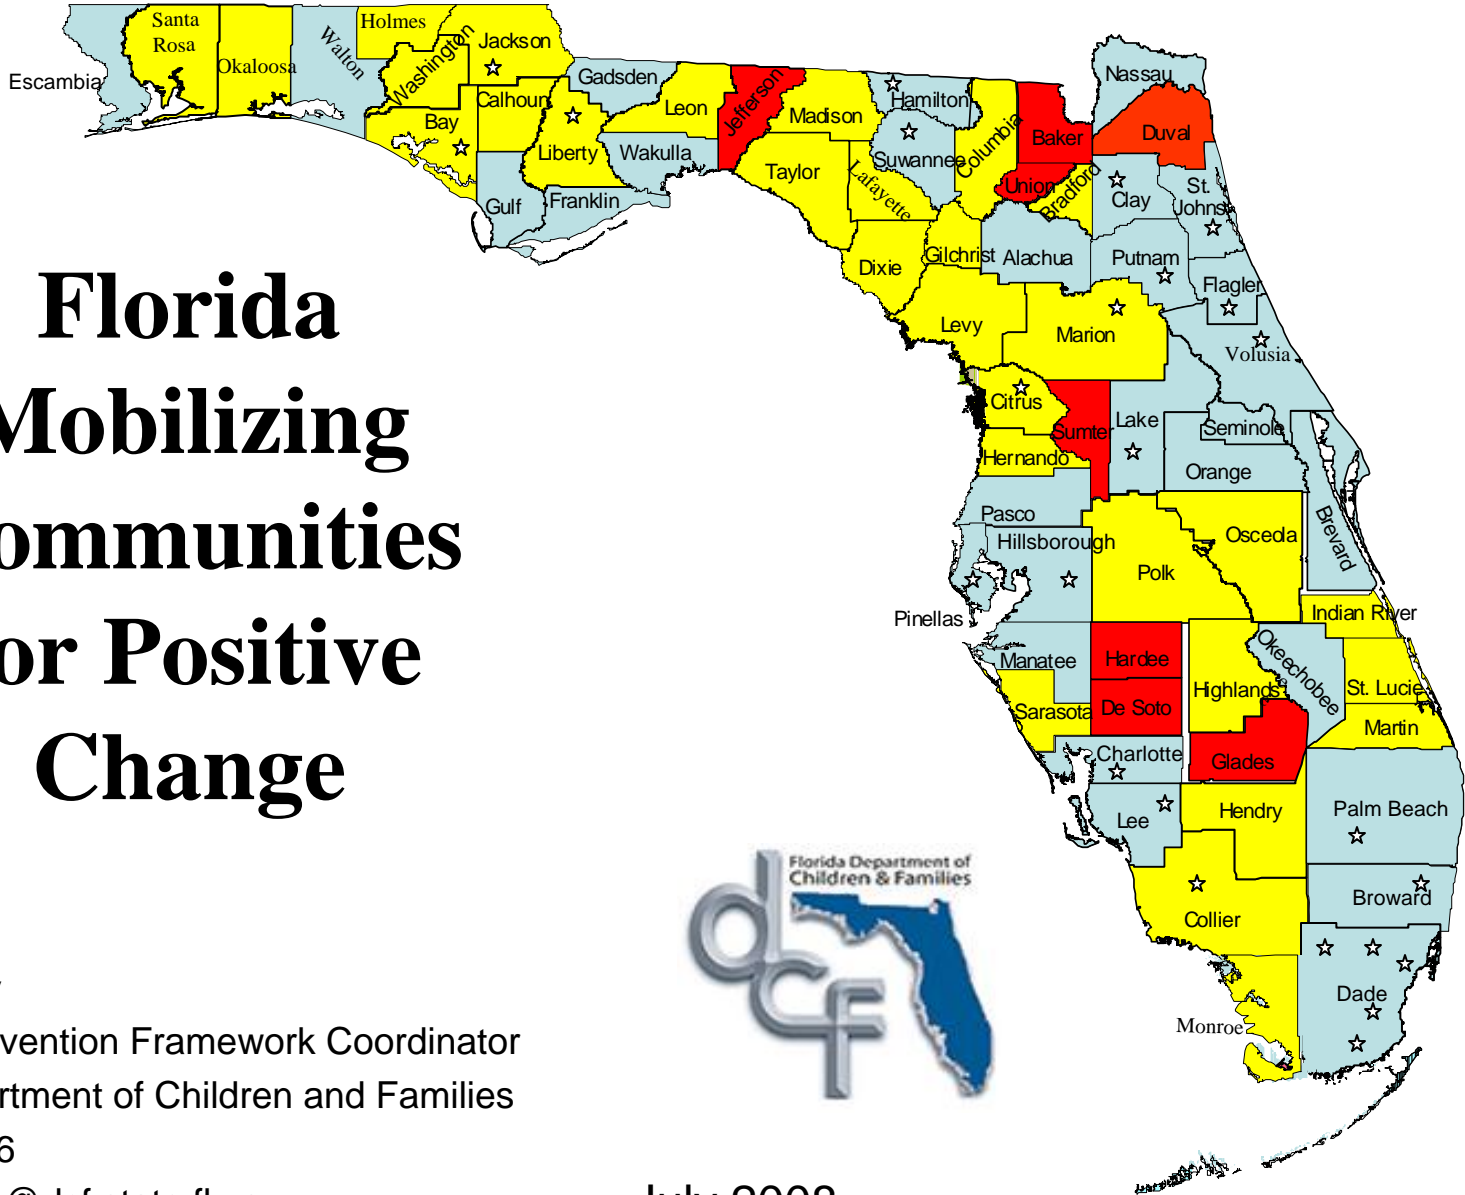 Santa
Rosa
Holmes
Escambia
Okaloosa
Walton
Washington
Jackson
Gadsden
Calhoun
Bay
Liberty
Leon
Jefferson
Madison
Hamilton
Nassau
Baker
Duval
Columbia
Suwannee
Wakulla
Taylor
Lafayette
Union
Bradford
Clay
St.
Johns
Gulf
Franklin
Dixie
Gilchrist
Alachua
Putnam
Flagler
Levy
Marion
Volusia
Citrus
Sumter
Lake
Seminole
Hernando
Orange
Pasco
Hillsborough
Osceola
Brevard
Polk
Pinellas
Indian River
Manatee
Hardee
Highlands
Okeechobee
St. Lucie
Sarasota
De Soto
Martin
Charlotte
Glades
Lee
Hendry
Palm Beach
Collier
Broward
Dade
Monroe
Florida
Mobilizing
ommunities
or Positive
Change
Florida Department of
Children & Families
dcf
vention Framework Coordinator
rtment of Children and Families
6
July 2008